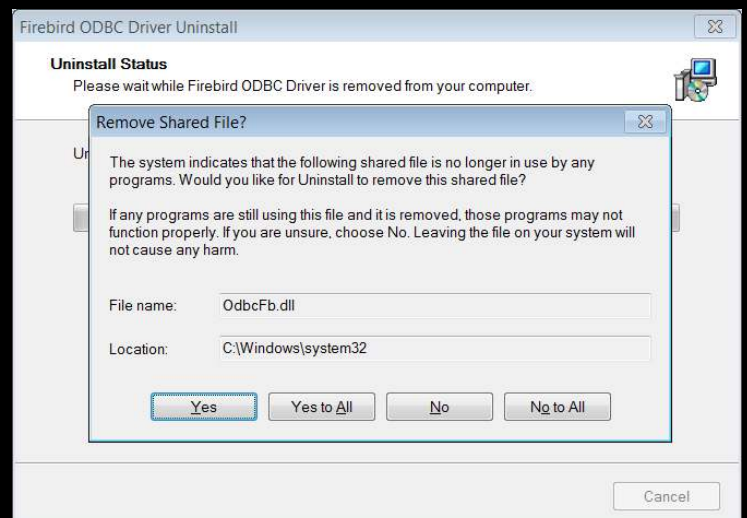 Firebird ODBC Driver Uninstall
Uninstall Status
Please wait while Firebird ODBC Driver is removed from your computer.
Remove Shared File?
Un
The system indicates that the following shared file is no longer in use by any
programs. Would you like for Uninstall to remove this shared file?
If any programs are still using this file and it is removed, those programs may not
function properly. If you are unsure, choose No. Leaving the file on your system will
not cause any harm.
File name: OdbcFb.dll
Location: C:\Windows\system32
Yes Yes to All No No to All
Cancel